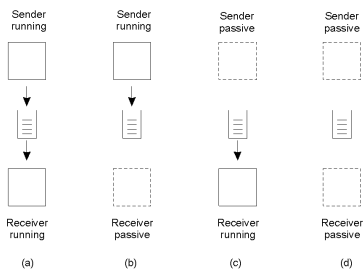 Sender
running
Sender
running
Sender
passive
Sender
passive
Receiver
running
Receiver
passive
Receiver
running
Receiver
passive
(a)
(b)
(c)
(d)